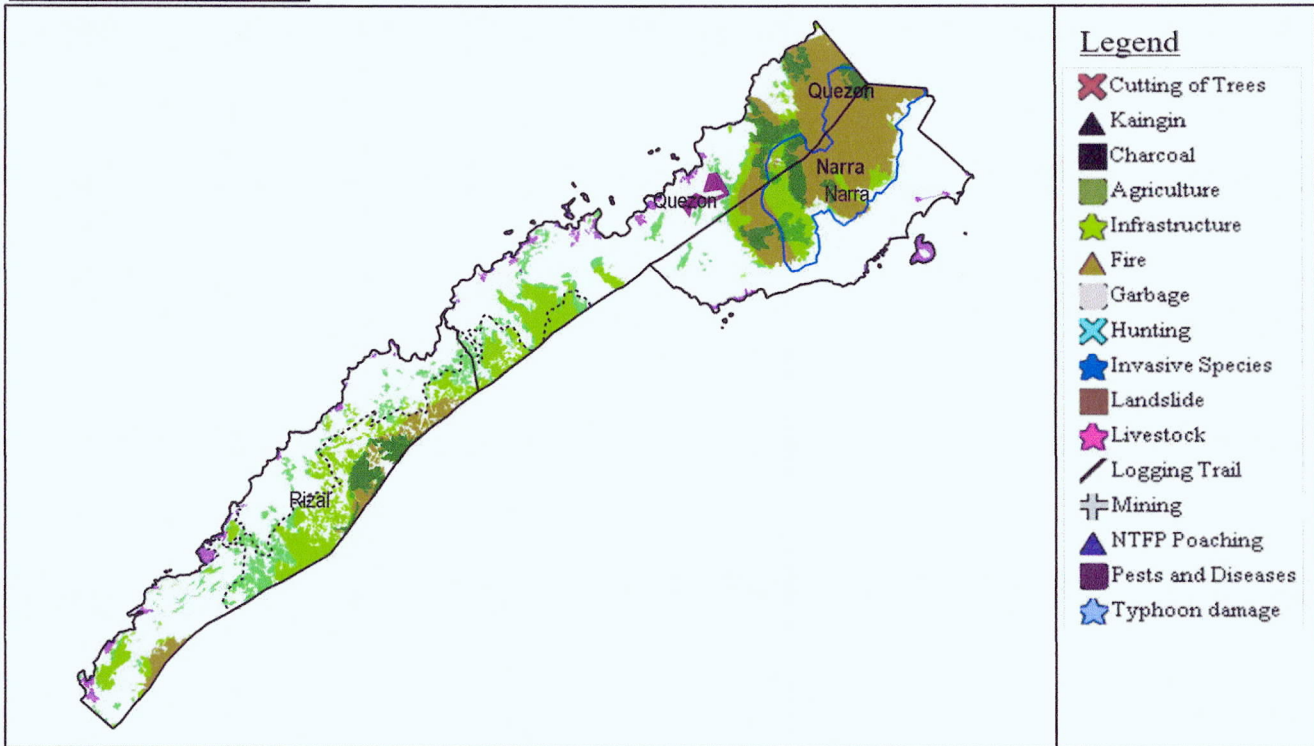 Quezon
Narra
Narra
Quezon
Rizal
Legend
Cutting of Trees
Kaingin
Charcoal
Agriculture
Infrastructure
Fire
Garbage
Hunting
Invasive Species
Landslide
Livestock
Logging Trail
Mining
NTFP Poaching
Pests and Diseases
Typhoon damage